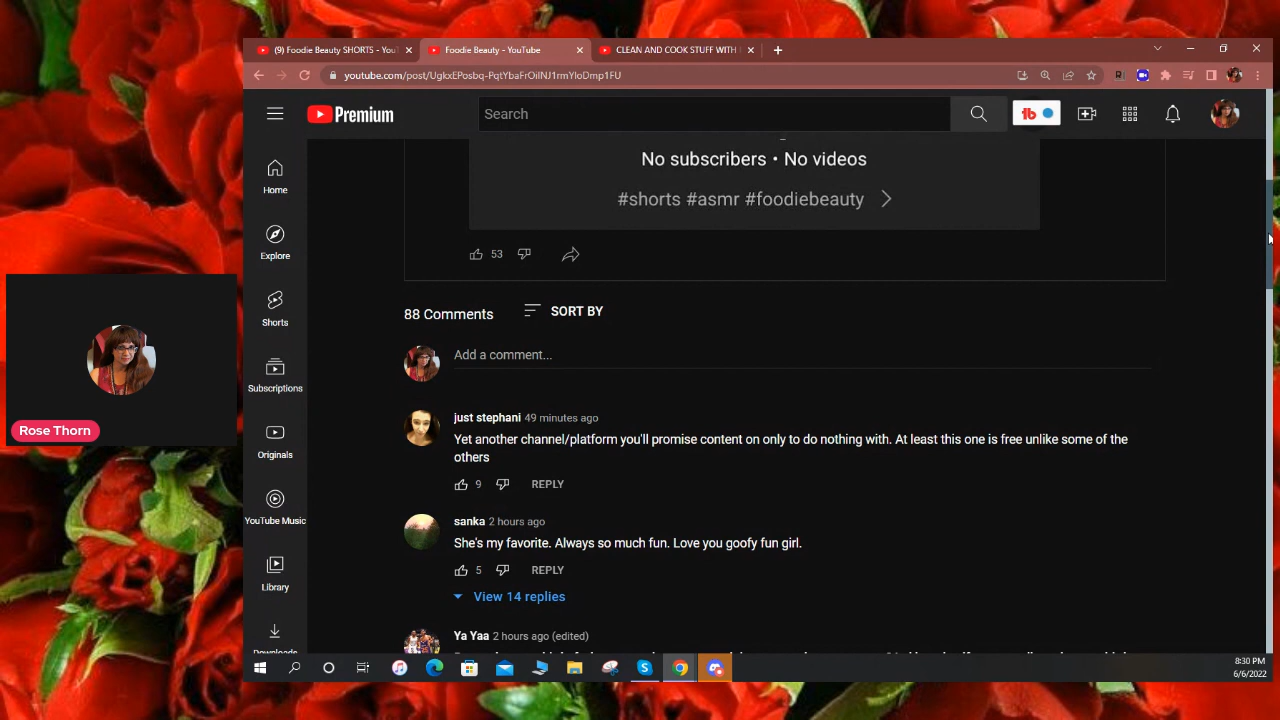 (9) Foodie Beauty SHORTS - You
Foodie Beauty - YouTube
CLEAN AND COOK STUFF WITH
youtube.com/post/UgkxEPosbq-PqtYbaFrOiINJ1rmYIoDmp1FU
Premium
Search
tb
No subscribers • No videos
#shorts #asmr #foodiebeauty
53
Home
Explore
Shorts
Subscriptions
Originals
YouTube Music
Library
Downloads
88 Comments
SORT BY
Add a comment...
just stephani 49 minutes ago
Yet another channel/platform you'll promise content on only to do nothing with. At least this one is free unlike some of the
others
9 REPLY
sanka 2 hours ago
She's my favorite. Always so much fun. Love you goofy fun girl.
5 REPLY
View 14 replies
Ya Yaa 2 hours ago (edited)
Rose Thorn
8:30 PM
6/6/2022